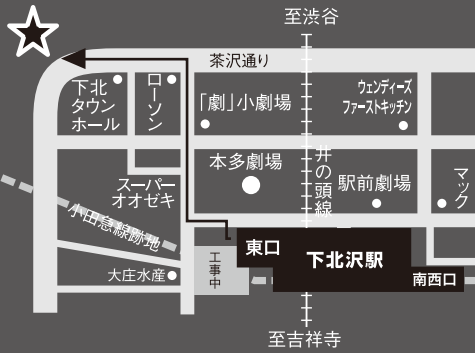 至渋谷
茶沢通り
下北
タウン
ホール
ローソン
「劇」小劇場
ウェンディーズ
ファーストキッチン
本多劇場
井の頭線
駅前劇場
マック
スーパー
オオゼキ
小田急線跡地
東口
下北沢駅
工事中
大庄水産
南西口
至吉祥寺